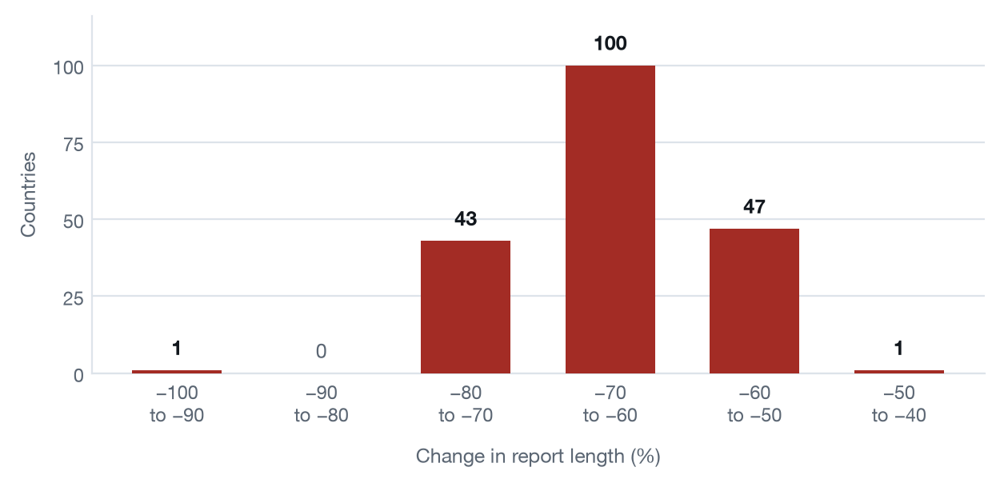 100
100
Countries
75
50
47
43
25
1
0
1
0
−100 to −90
−90 to −80
−80 to −70
−70 to −60
−60 to −50
−50 to −40
Change in report length (%)